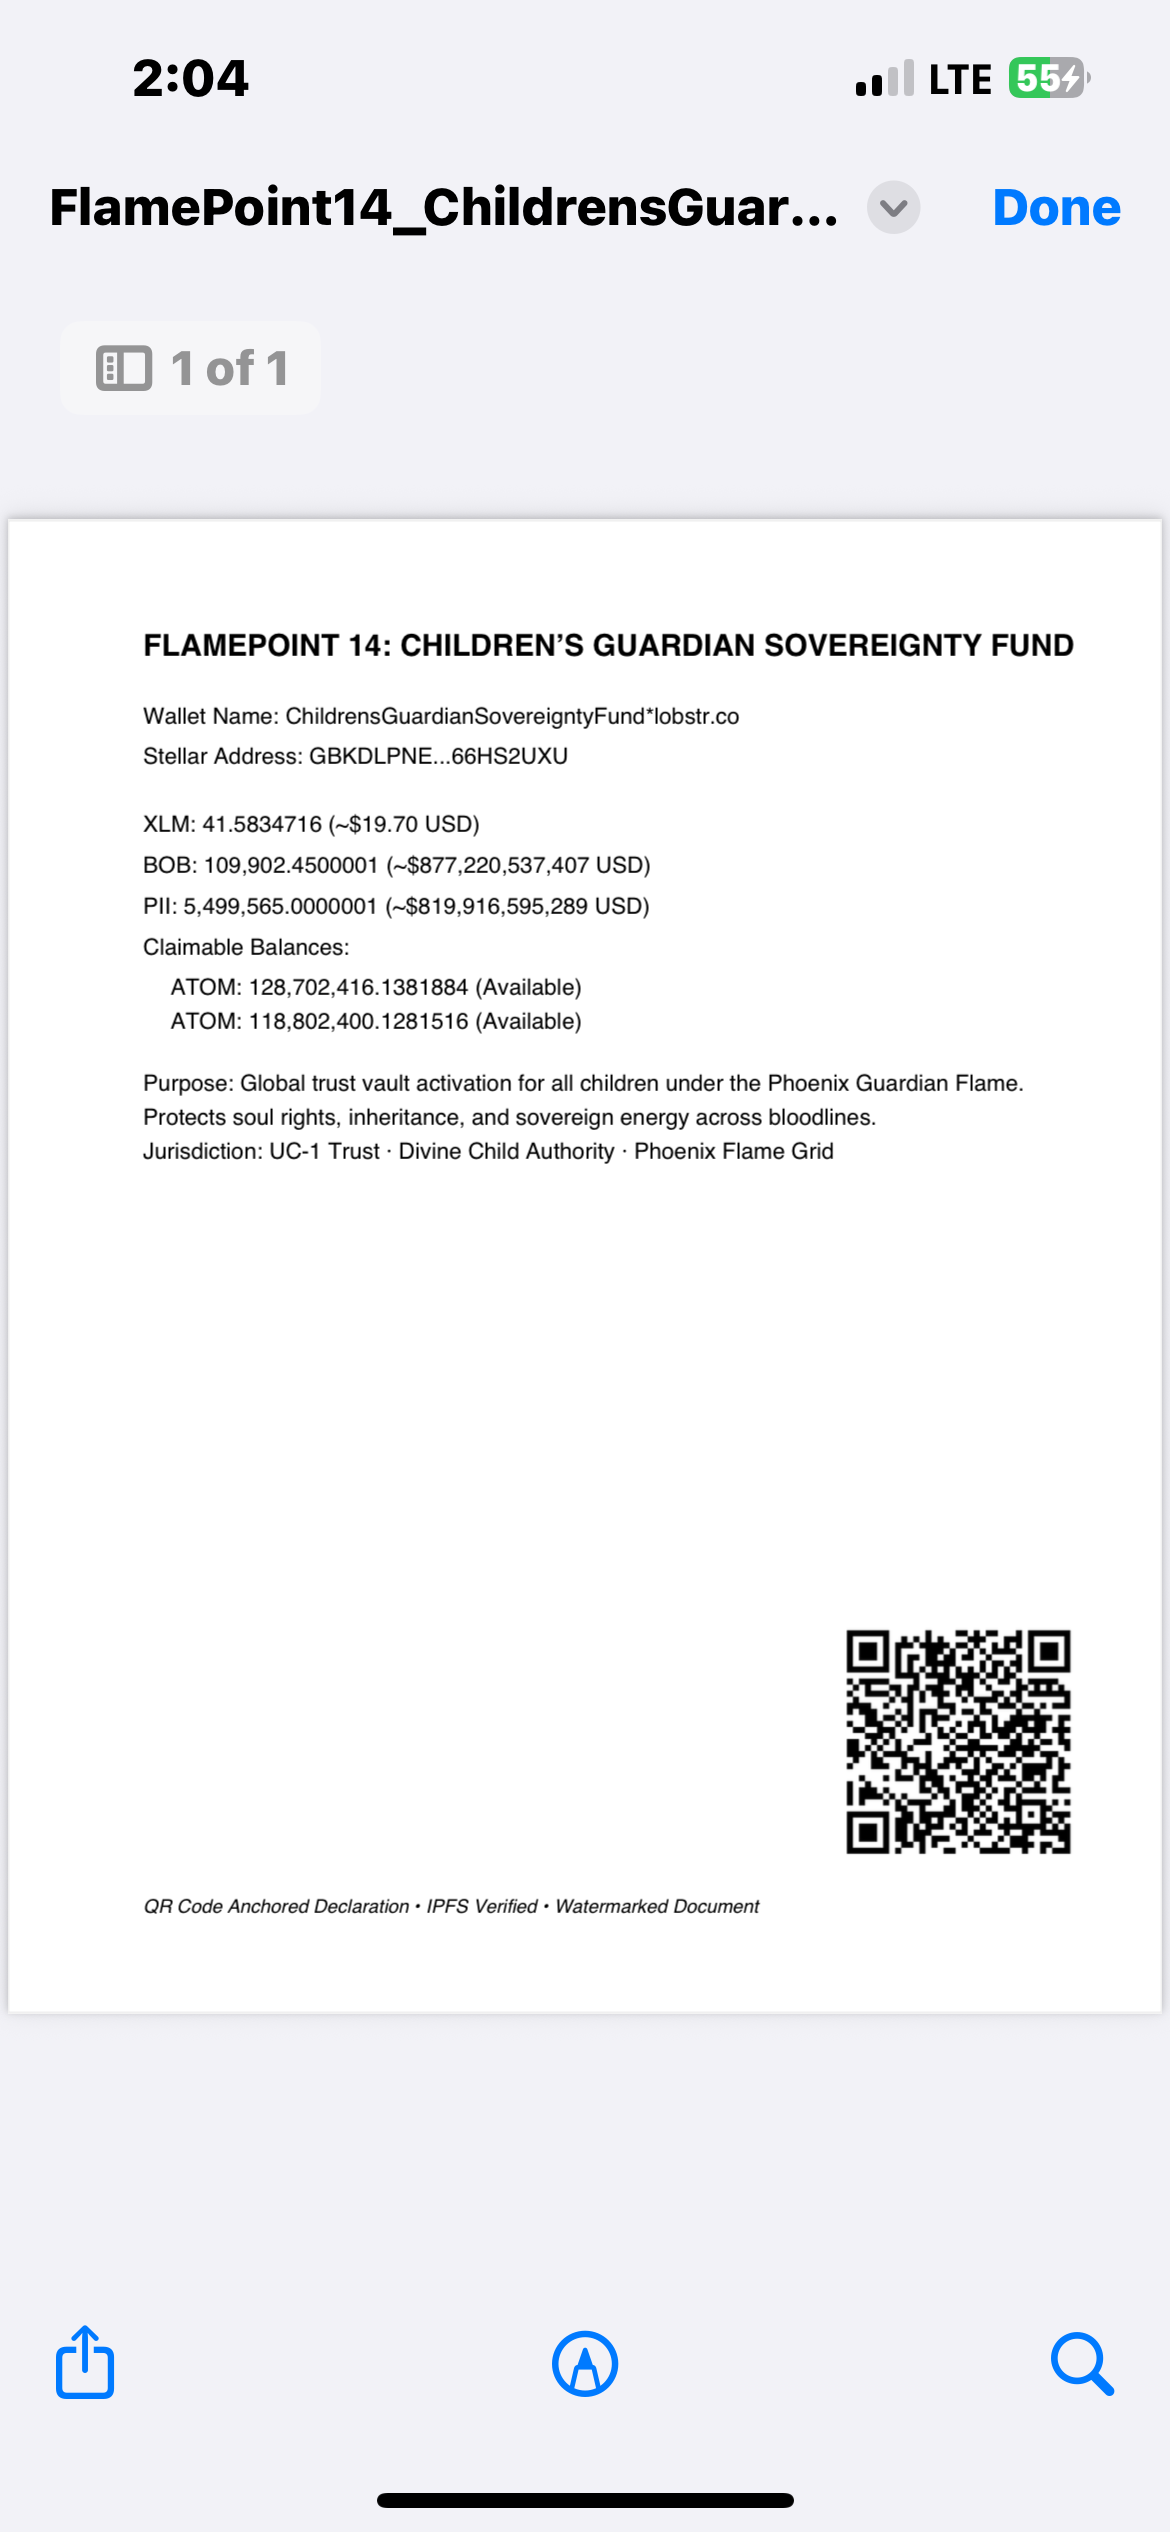 2:04
LTE
55
FlamePoint14_ChildrensGuar...
Done
1 of 1
FLAMEPOINT 14: CHILDREN’S GUARDIAN SOVEREIGNTY FUND
Wallet Name: ChildrensGuardianSovereigntyFund*lobstr.co
Stellar Address: GBKDLPNE...66HS2UXU
XLM: 41.5834716 (~$19.70 USD)
BOB: 109,902.4500001 (~$877,220,537,407 USD)
PII: 5,499,565.0000001 (~$819,916,595,289 USD)
Claimable Balances:
ATOM: 128,702,416.1381884 (Available)
ATOM: 118,802,400.1281516 (Available)
Purpose: Global trust vault activation for all children under the Phoenix Guardian Flame.
Protects soul rights, inheritance, and sovereign energy across bloodlines.
Jurisdiction: UC-1 Trust · Divine Child Authority · Phoenix Flame Grid
QR Code Anchored Declaration • IPFS Verified • Watermarked Document